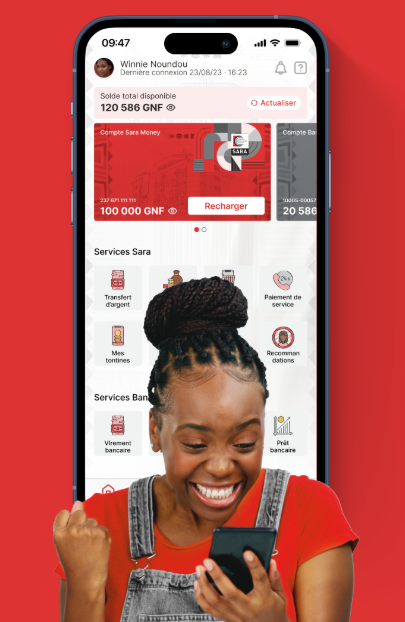 09:47
Winnie Noundou
Dernière connexion 23/08/23 · 16:23
Solde total disponible
120 586 GNF
Actualiser
Compte Sara Money
SARA
237 671 111 111
100 000 GNF
Recharger
Compte Ba
20 586
Services Sara
Transfert
d'argent
Paiement de
service
Mes
tontines
Recomman
dations
Services Ban
Virement
bancaire
Prêt
bancaire